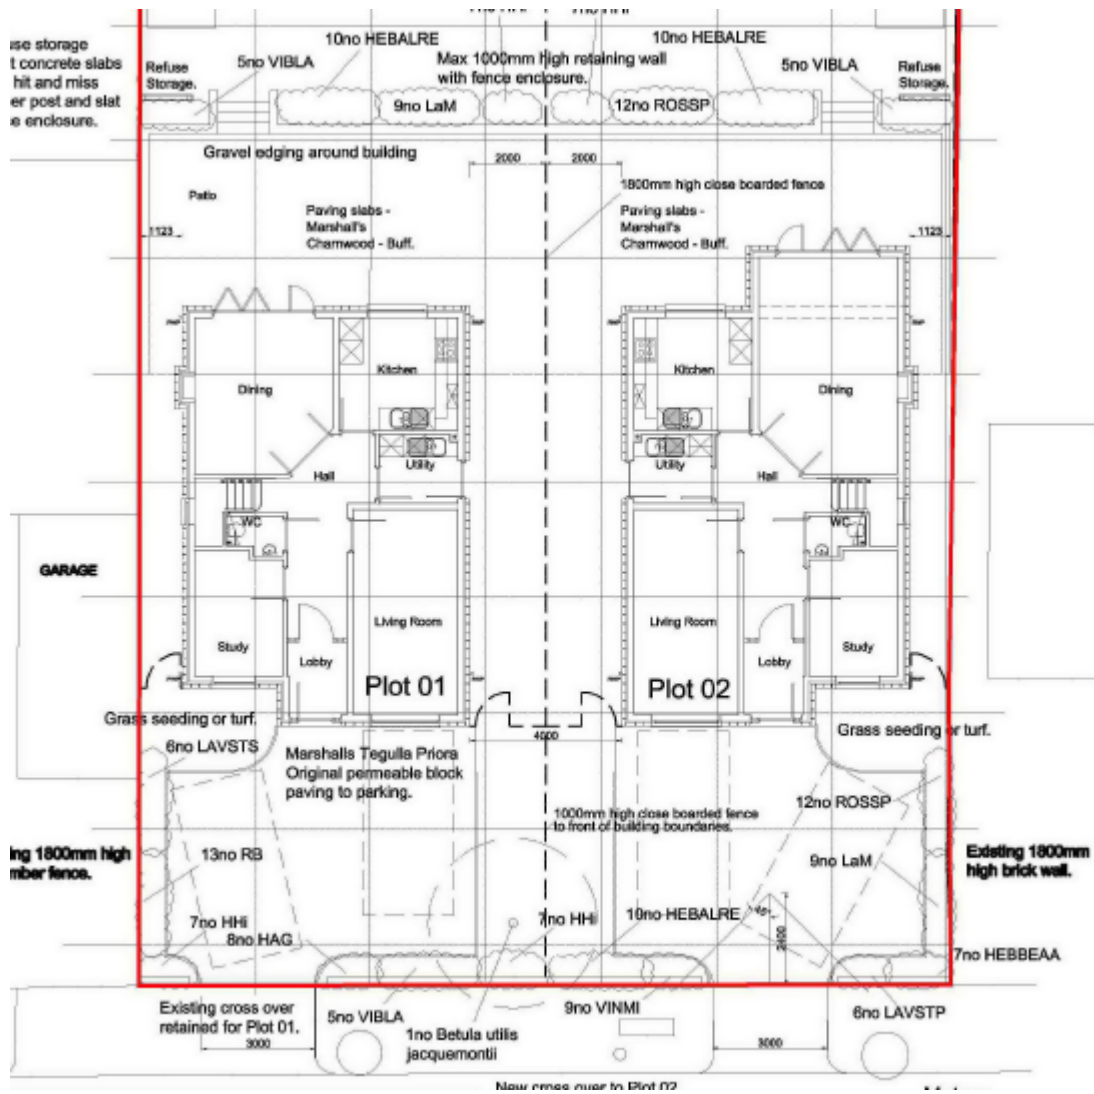 10no HEBALRE
10no HEBALRE
use storage
t concrete slabs
hit and miss
er post and slat
e enclosure.
Refuse
Storage.
5no VIBLA
Max 1000mm high retaining wall
with fence enclosure.
5no VIBLA
Refuse
Storage.
9no LaM
12no ROSSP
Gravel edging around building
2000
2000
1800mm high close boarded fence
Patio
Paving slabs -
Marshall's
Charnwood - Buff.
Paving slabs -
Marshall's
Charnwood - Buff.
1123
1123
Kitchen
Kitchen
Dining
Dining
Utility
Utility
Hall
Hall
WC
WC
GARAGE
Living Room
Living Room
Study
Lobby
Lobby
Study
Plot 01
Plot 02
Grass seeding or turf.
Grass seeding or turf.
4000
6no LAVSTS
Marshalls Tegulla Priora
Original permeable block
paving to parking.
12no ROSSP
1000mm high close boarded fence
to front of building boundaries.
ing 1800mm high
mber fence.
13no RB
9no LaM
Existing 1800mm
high brick wall.
7no HHi
8no HAG
7no HHi
10no HEBALRE
45°
2400
7no HEBBEAA
Existing cross over
retained for Plot 01.
5no VIBLA
9no VINMI
6no LAVSTP
1no Betula utilis
jacquemontii
3000
3000
New cross over to Plot 02